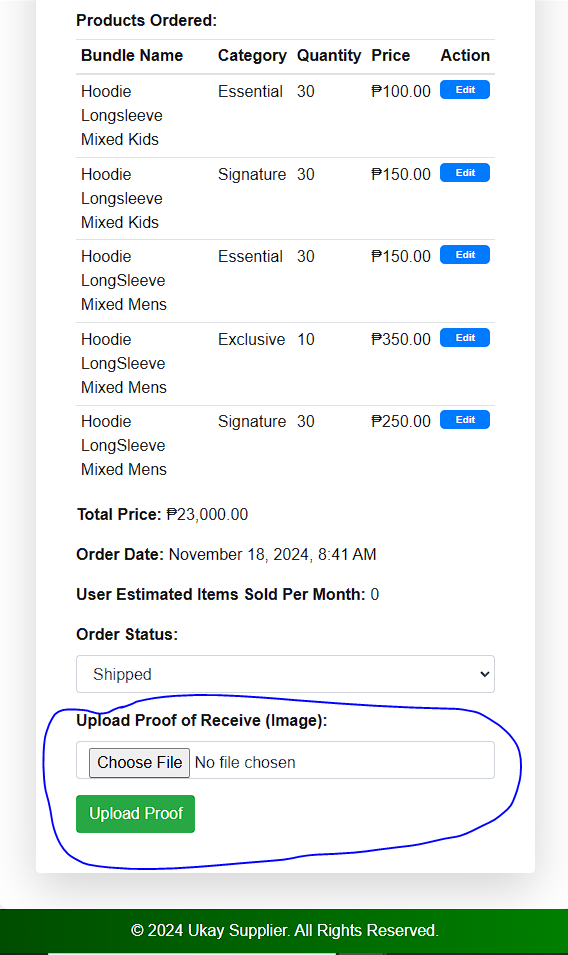 Products Ordered:
Bundle Name Category Quantity Price Action
Hoodie Essential 30 ₱100.00 Edit
Longsleeve
Mixed Kids
Hoodie Signature 30 ₱150.00 Edit
Longsleeve
Mixed Kids
Hoodie Essential 30 ₱150.00 Edit
LongSleeve
Mixed Mens
Hoodie Exclusive 10 ₱350.00 Edit
LongSleeve
Mixed Mens
Hoodie Signature 30 ₱250.00 Edit
LongSleeve
Mixed Mens
Total Price: ₱23,000.00
Order Date: November 18, 2024, 8:41 AM
User Estimated Items Sold Per Month: 0
Order Status:
Shipped
Upload Proof of Receive (Image):
Choose File No file chosen
Upload Proof
© 2024 Ukay Supplier. All Rights Reserved.